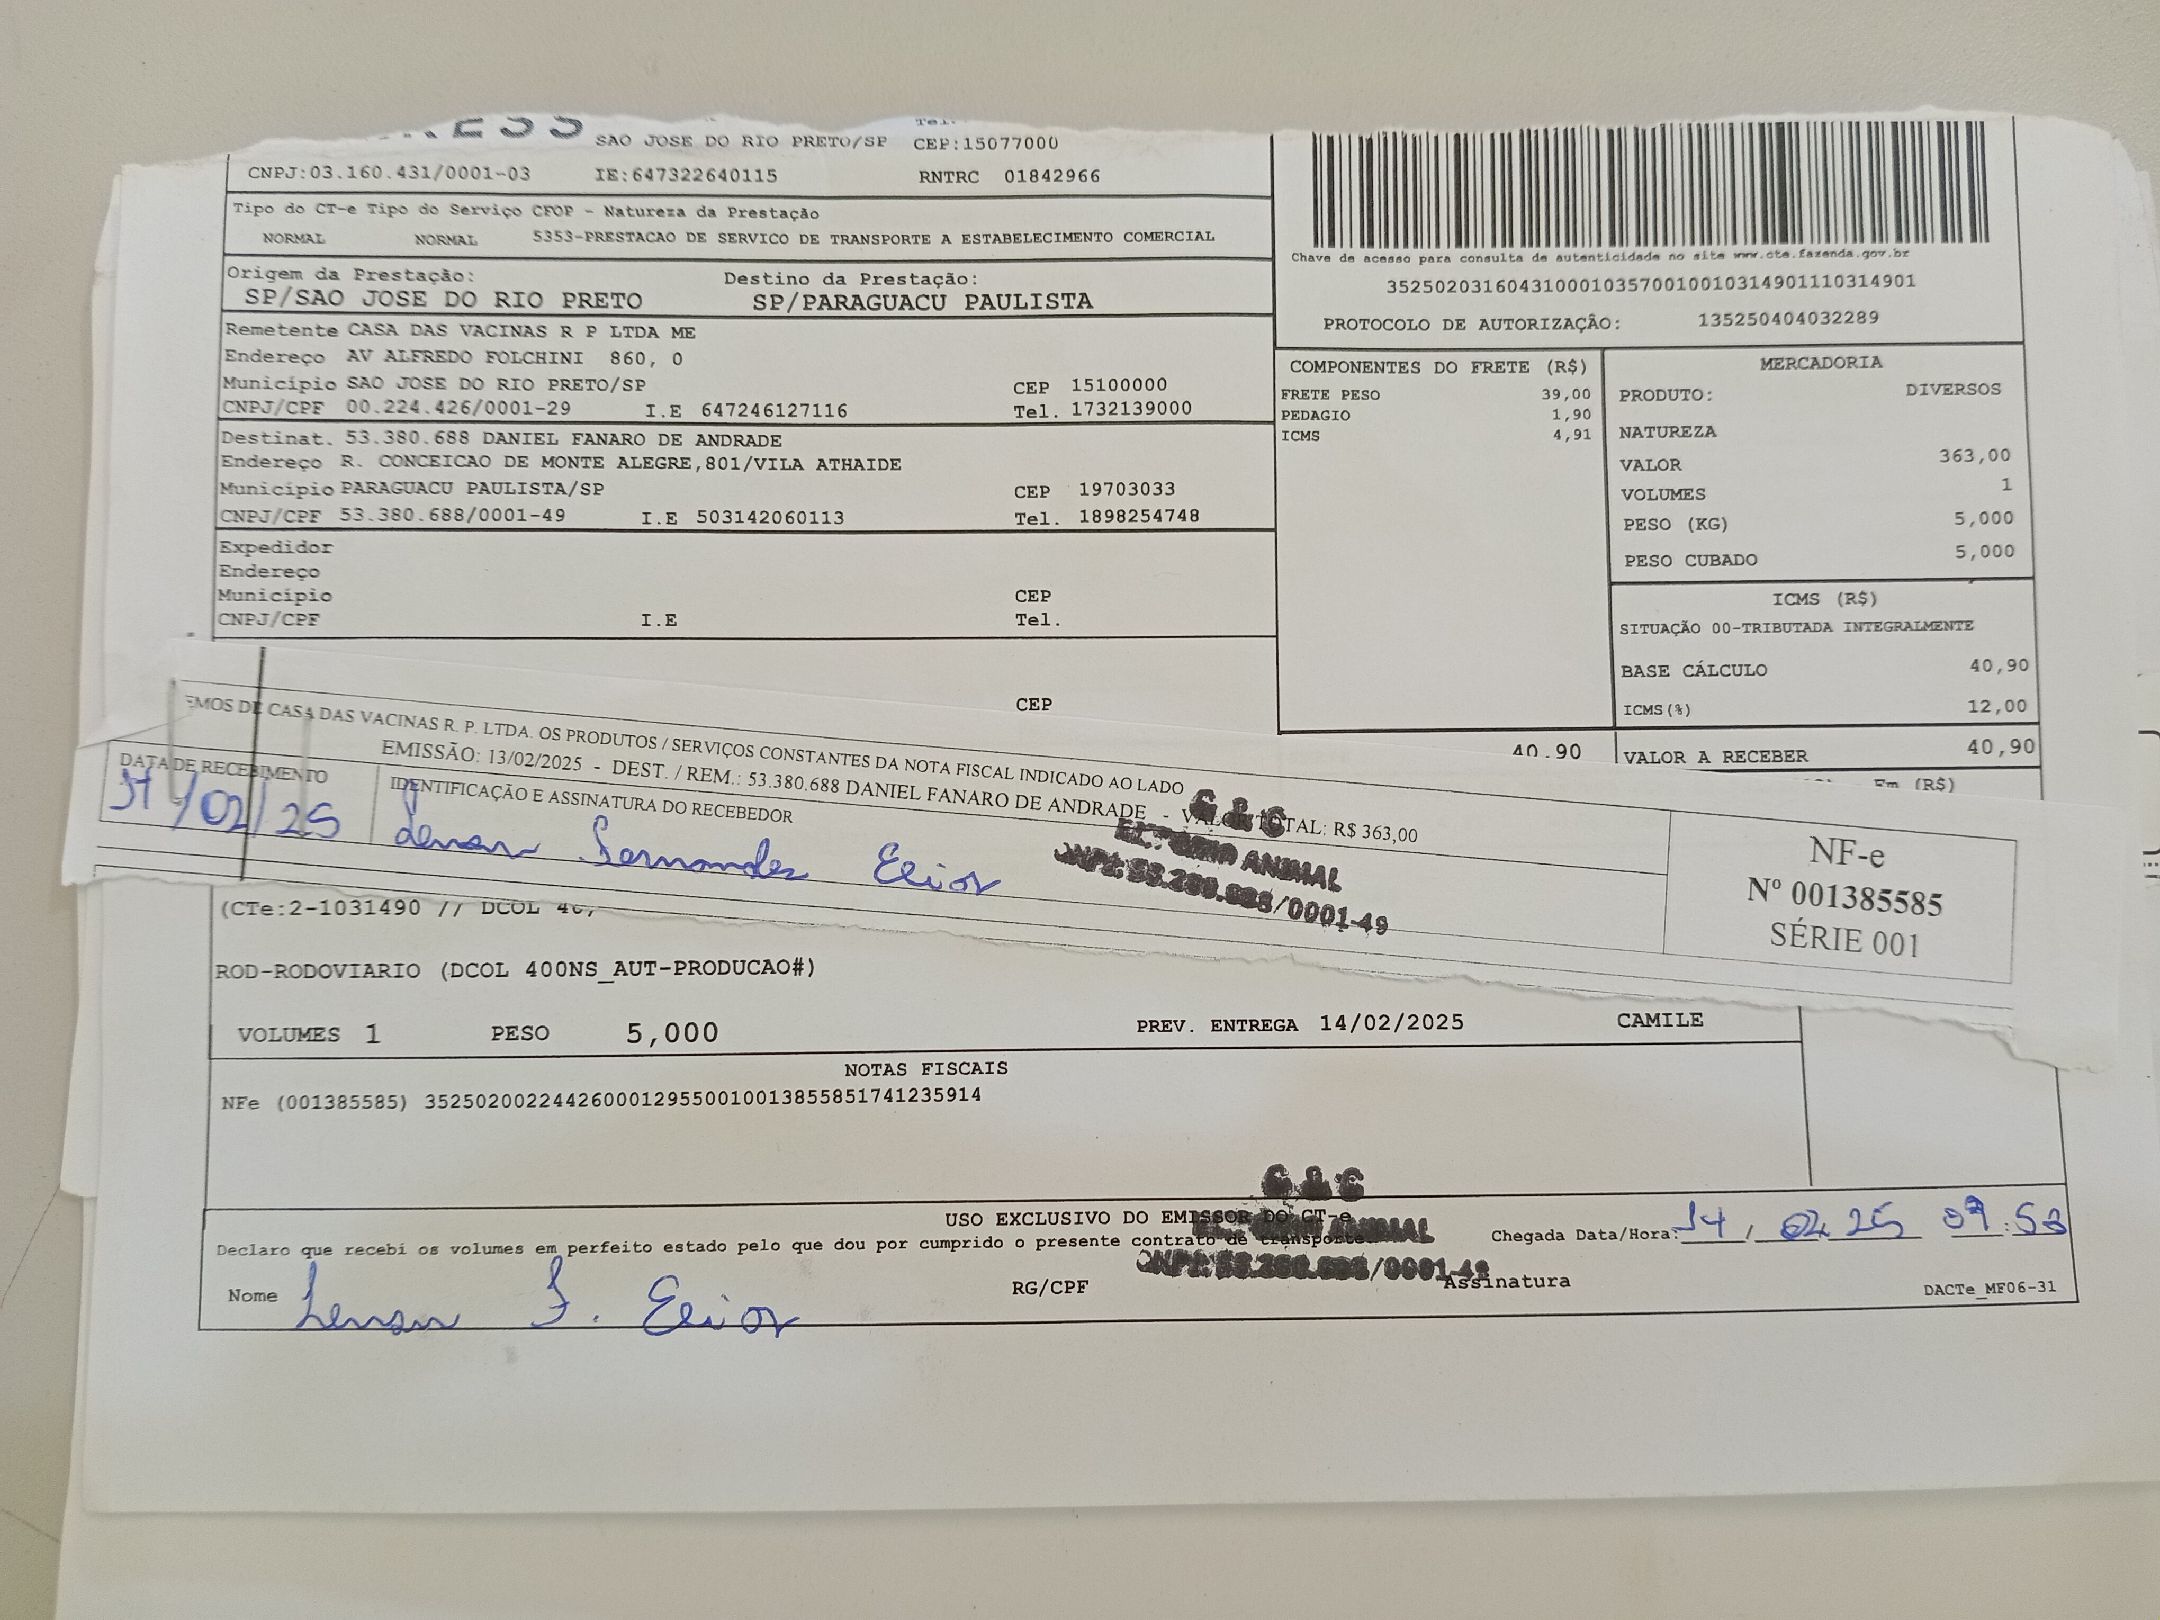 SAO JOSE DO RIO PRETO/SP CEP:15077000
CNPJ:03.160.431/0001-03 IE:647322640115 RNTRC 01842966
Tipo do CT-e Tipo do Serviço CFOP - Natureza da Prestação
NORMAL NORMAL 5353-PRESTACAO DE SERVICO DE TRANSPORTE A ESTABELECIMENTO COMERCIAL
Origem da Prestação: Destino da Prestação:
SP/SAO JOSE DO RIO PRETO SP/PARAGUACU PAULISTA
Remetente CASA DAS VACINAS R P LTDA ME
Endereço AV ALFREDO FOLCHINI 860, 0
Município SAO JOSE DO RIO PRETO/SP CEP 15100000
CNPJ/CPF 00.224.426/0001-29 I.E 647246127116 Tel. 1732139000
Destinat. 53.380.688 DANIEL FANARO DE ANDRADE
Endereço R. CONCEICAO DE MONTE ALEGRE,801/VILA ATHAIDE
Município PARAGUACU PAULISTA/SP CEP 19703033
CNPJ/CPF 53.380.688/0001-49 I.E 503142060113 Tel. 1898254748
Expedidor
Endereço
Município CEP
CNPJ/CPF I.E Tel.
CEP
Chave de acesso para consulta de autenticidade no site www.cte.fazenda.gov.br
35250203160431000103570010010314901110314901
PROTOCOLO DE AUTORIZAÇÃO: 135250404032289
COMPONENTES DO FRETE (R$)
FRETE PESO 39,00
PEDAGIO 1,90
ICMS 4,91
40.90
MERCADORIA
PRODUTO: DIVERSOS
NATUREZA
VALOR 363,00
VOLUMES 1
PESO (KG) 5,000
PESO CUBADO 5,000
ICMS (R$)
SITUAÇÃO 00-TRIBUTADA INTEGRALMENTE
BASE CÁLCULO 40,90
ICMS(%) 12,00
VALOR A RECEBER 40,90
Em (R$)
EMOS DE CASA DAS VACINAS R. P. LTDA. OS PRODUTOS / SERVIÇOS CONSTANTES DA NOTA FISCAL INDICADO AO LADO
EMISSÃO: 13/02/2025 - DEST. / REM.: 53.380.688 DANIEL FANARO DE ANDRADE - VALOR TOTAL: R$ 363,00
DATA DE RECEBIMENTO IDENTIFICAÇÃO E ASSINATURA DO RECEBEDOR
14/02/25 Fernandes
G & C
ANIMAL
/0001-49
NF-e
Nº 001385585
SÉRIE 001
(CTe:2-1031490 // DCOL
ROD-RODOVIARIO (DCOL 400NS_AUT-PRODUCAO#)
VOLUMES 1 PESO 5,000 PREV. ENTREGA 14/02/2025 CAMILE
NOTAS FISCAIS
NFe (001385585) 35250200224426000129550010013855851741235914
G & C
USO EXCLUSIVO DO EMISSOR DO CT-e
ANIMAL
Declaro que recebi os volumes em perfeito estado pelo que dou por cumprido o presente contrato de transporte.
Chegada Data/Hora: 14/ 02 25 09:53
/0001-49
Nome F. RG/CPF Assinatura
DACTe_MF06-31